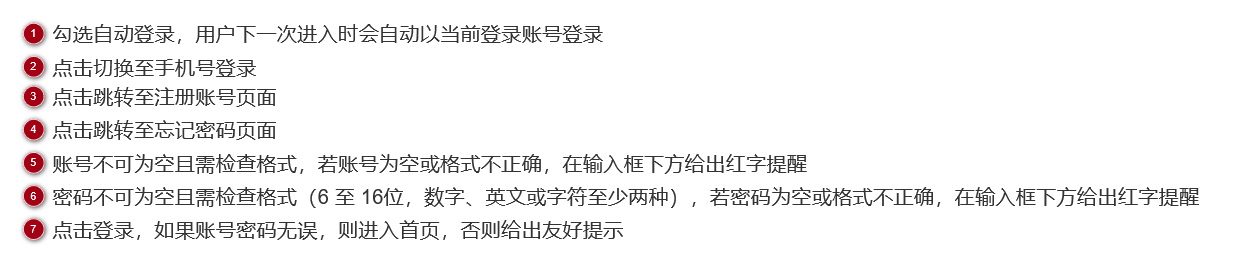 1 勾选自动登录，用户下一次进入时会自动以当前登录账号登录
2 点击切换至手机号登录
3 点击跳转至注册账号页面
4 点击跳转至忘记密码页面
5 账号不可为空且需检查格式，若账号为空或格式不正确，在输入框下方给出红字提醒
6 密码不可为空且需检查格式（6 至 16位，数字、英文或字符至少两种），若密码为空或格式不正确，在输入框下方给出红字提醒
7 点击登录，如果账号密码无误，则进入首页，否则给出友好提示